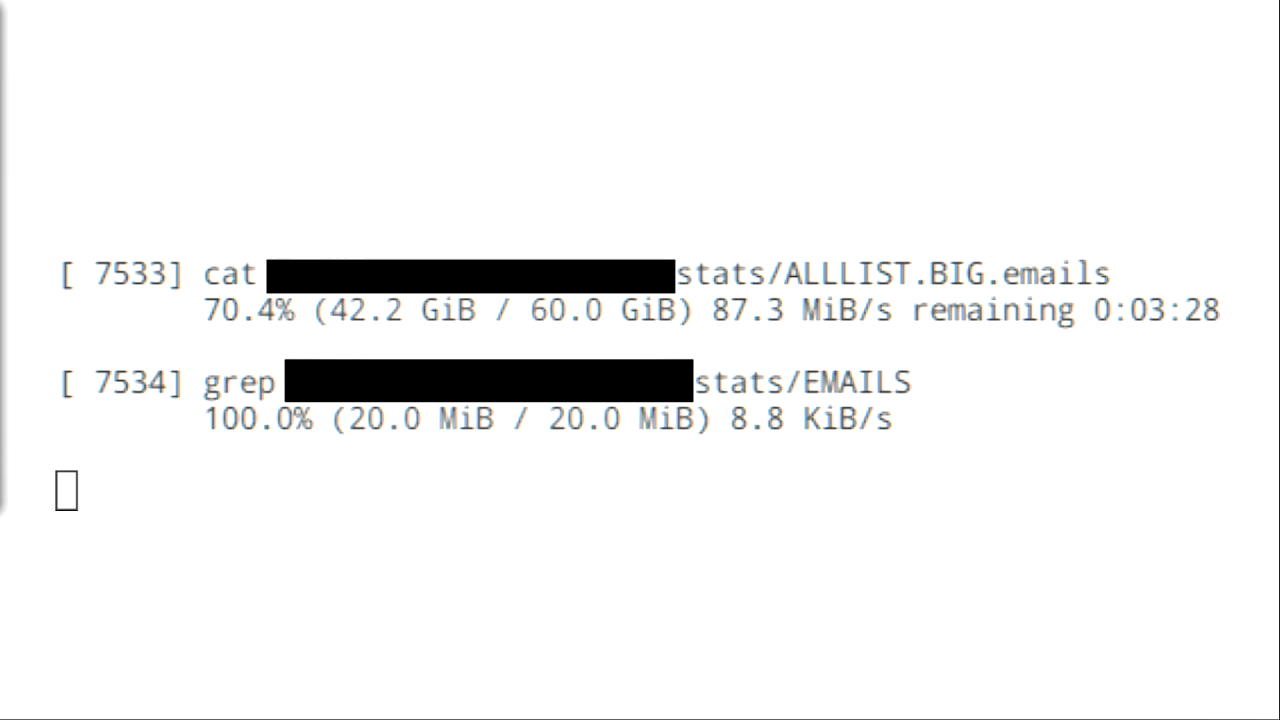 [ 7533] cat stats/ALLLIST.BIG.emails
70.4% (42.2 GiB / 60.0 GiB) 87.3 MiB/s remaining 0:03:28
[ 7534] grep stats/EMAILS
100.0% (20.0 MiB / 20.0 MiB) 8.8 KiB/s